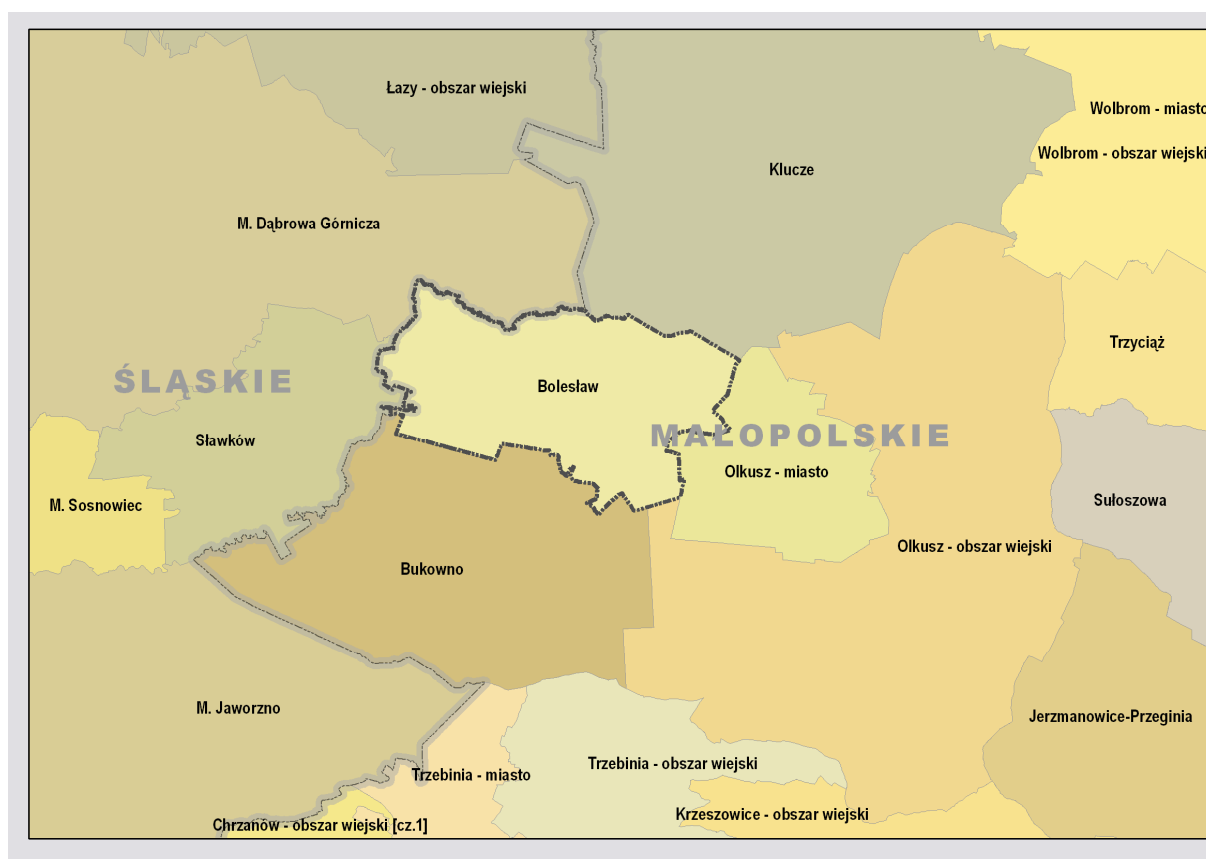 Łazy - obszar wiejski
Wolbrom - miasto
Wolbrom - obszar wiejski
Klucze
M. Dąbrowa Górnicza
Trzyciąż
ŚLĄSKIE
Bolesław
Sławków
MAŁOPOLSKIE
Olkusz - miasto
M. Sosnowiec
Sułoszowa
Olkusz - obszar wiejski
Bukowno
M. Jaworzno
Jerzmanowice-Przeginia
Trzebinia - obszar wiejski
Trzebinia - miasto
Krzeszowice - obszar wiejski
Chrzanów - obszar wiejski [cz.1]